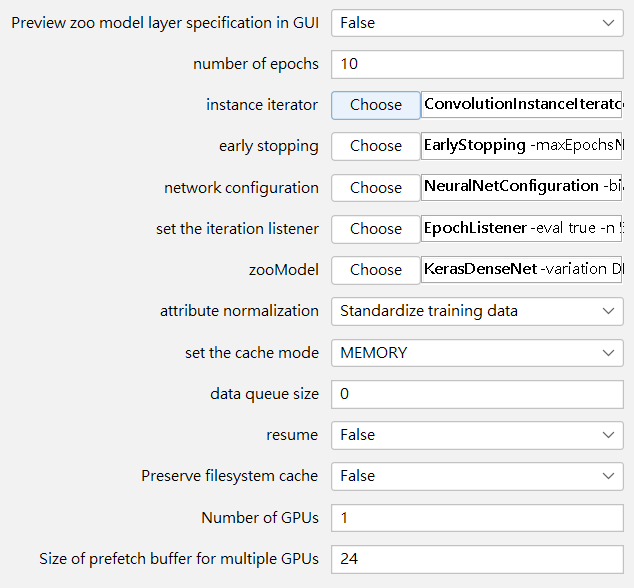 Preview zoo model layer specification in GUI False
number of epochs 10
instance iterator Choose ConvolutionInstanceIterato
early stopping Choose EarlyStopping -maxEpochsN
network configuration Choose NeuralNetConfiguration -bia
set the iteration listener Choose EpochListener -eval true -n 5
zooModel Choose KerasDenseNet -variation D
attribute normalization Standardize training data
set the cache mode MEMORY
data queue size 0
resume False
Preserve filesystem cache False
Number of GPUs 1
Size of prefetch buffer for multiple GPUs 24